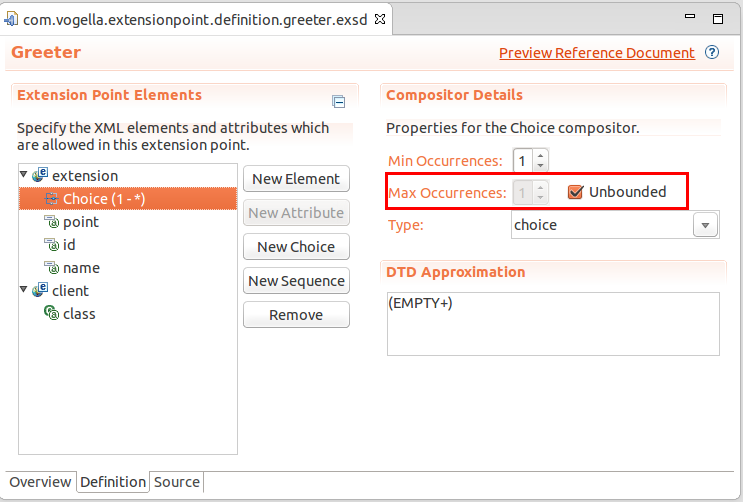 com.vogella.extensionpoint.definition.greeter.exsd
Greeter
Preview Reference Document
Extension Point Elements
Specify the XML elements and attributes which
are allowed in this extension point.
extension
Choice (1 - *)
point
id
name
client
class
New Element
New Attribute
New Choice
New Sequence
Remove
Compositor Details
Properties for the Choice compositor.
Min Occurrences: 1
Max Occurrences: 1 Unbounded
Type: choice
DTD Approximation
(EMPTY+)
Overview Definition Source